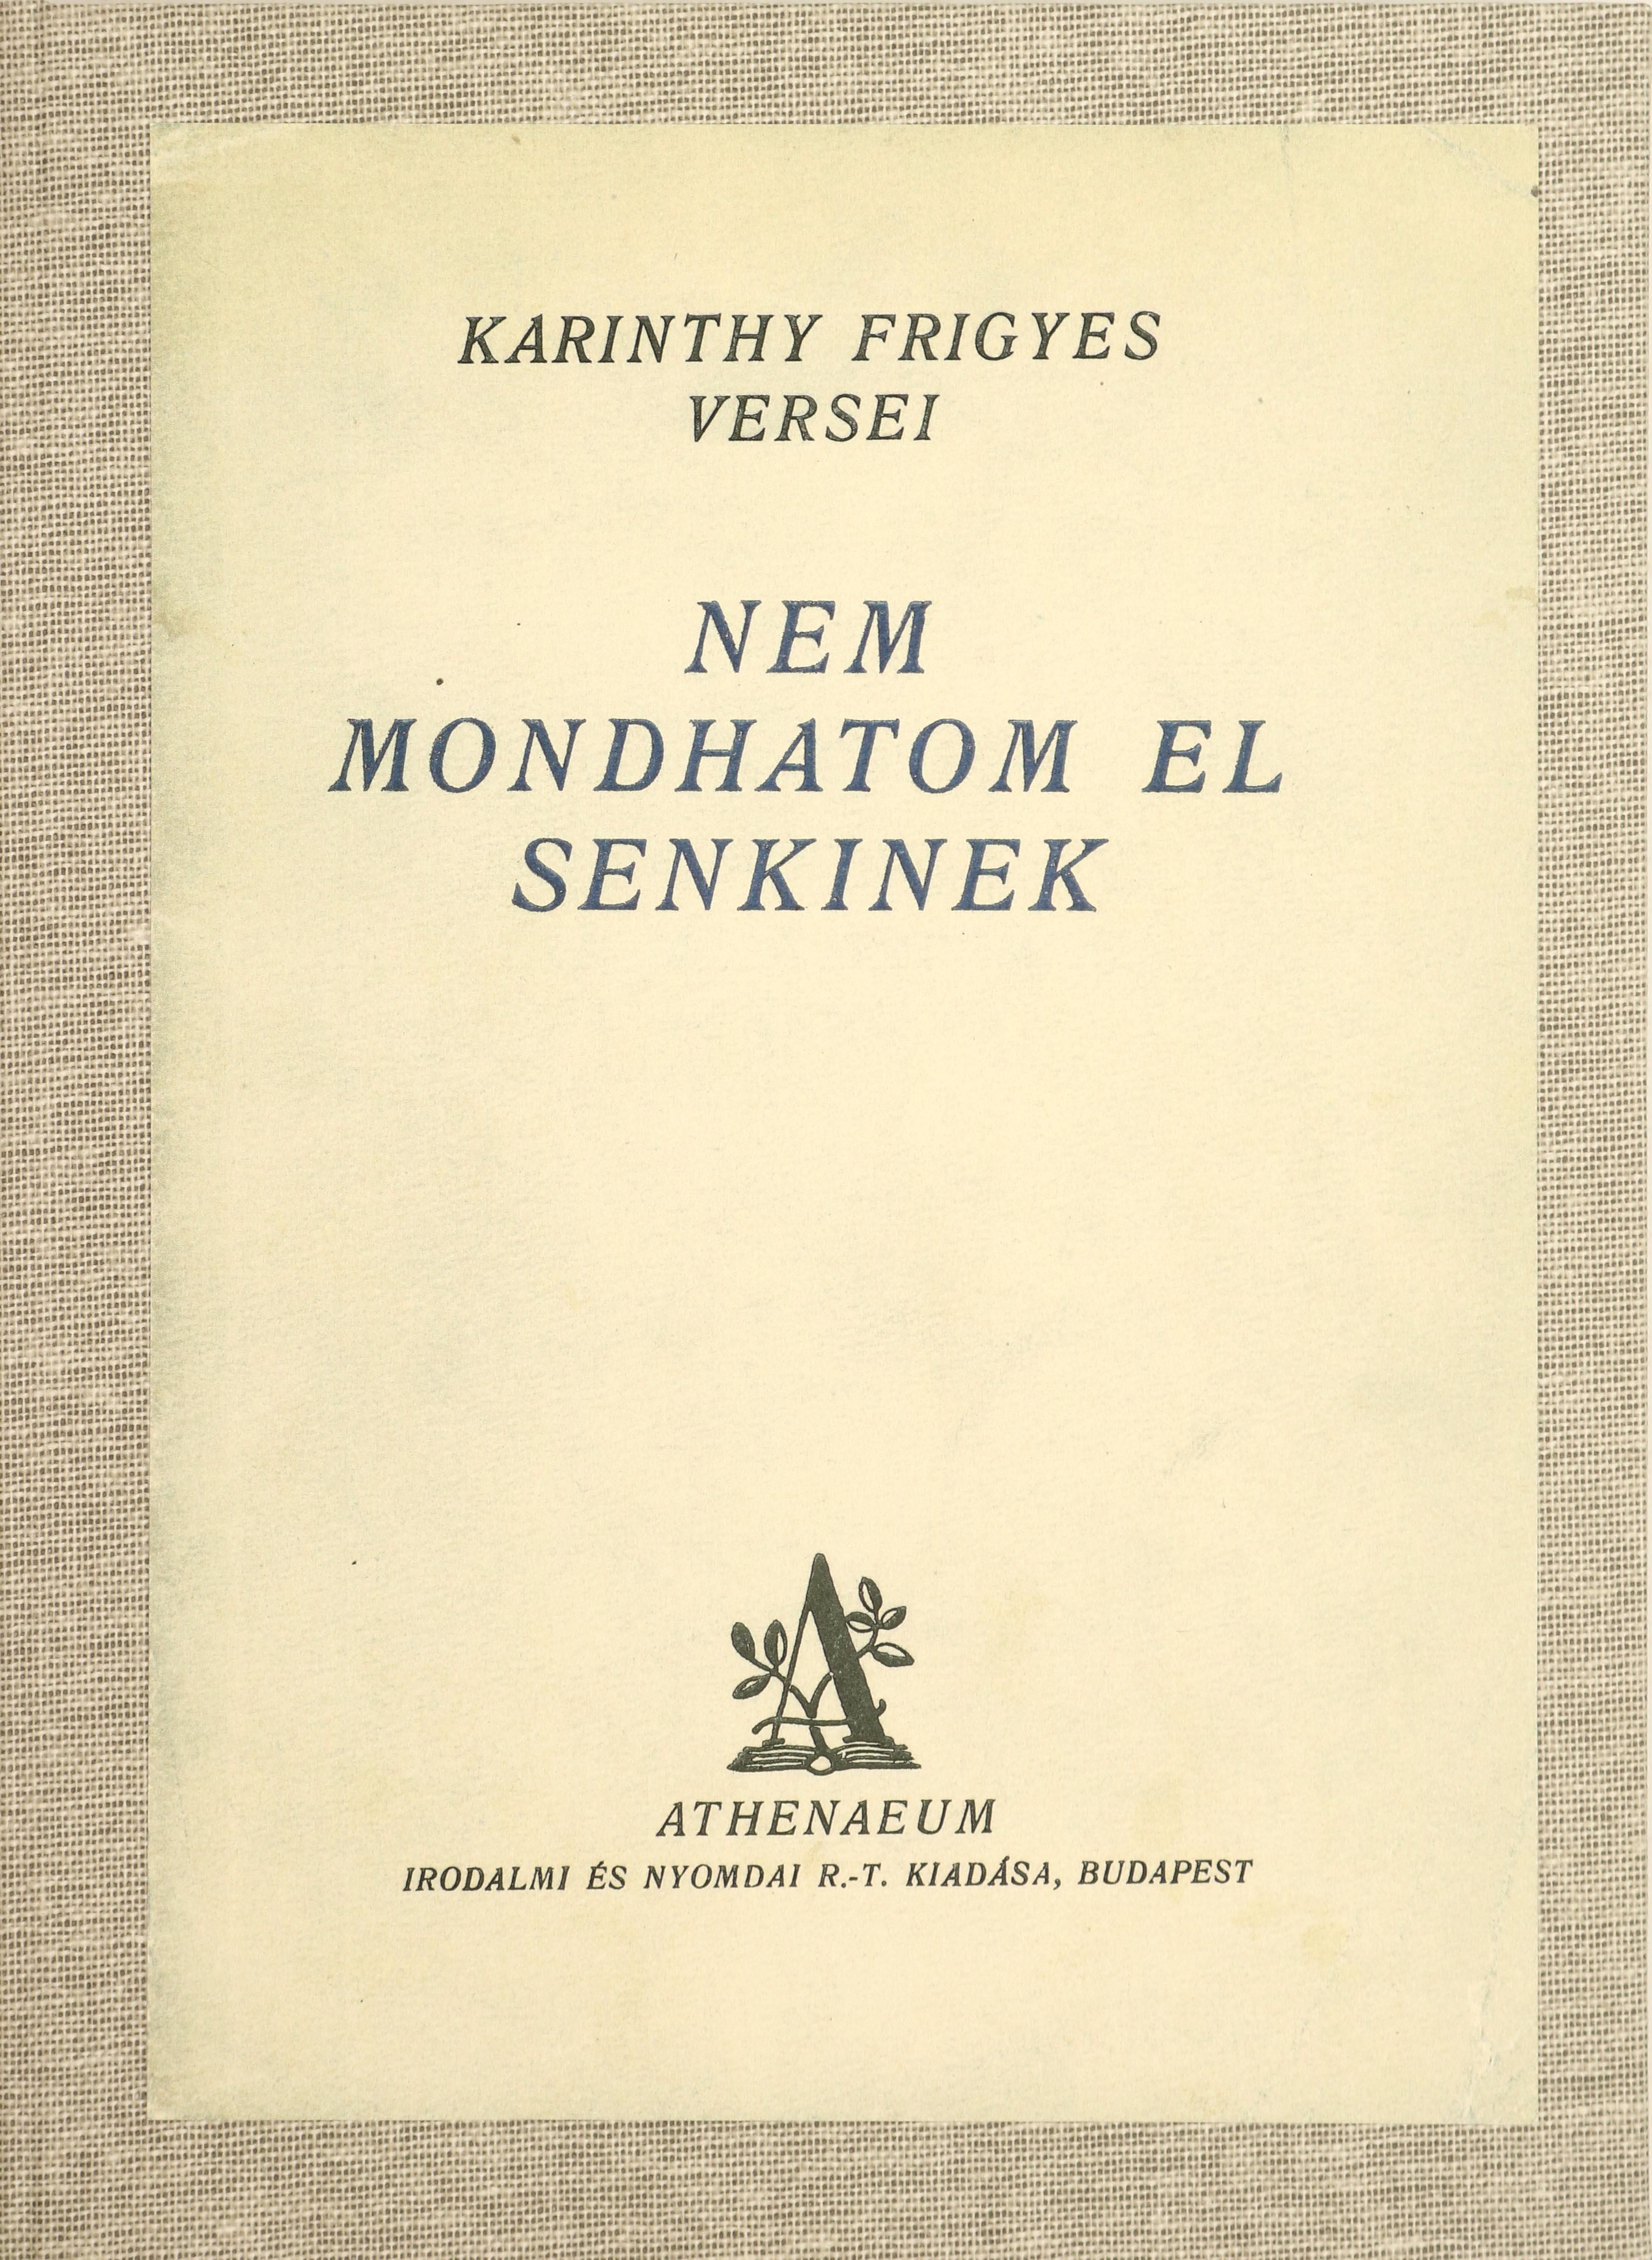 KARINTHY FRIGYES
VERSEI
NEM
MONDHATOM EL
SENKINEK
ATHENAEUM
IRODALMI ÉS NYOMDAI R.-T. KIADÁSA, BUDAPEST